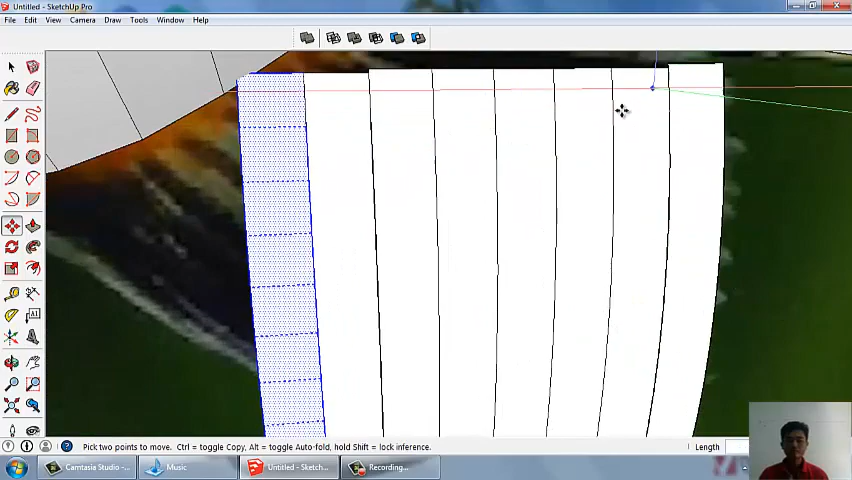 Untitled - SketchUp Pro
File Edit View Camera Draw Tools Window Help
Pick two points to move. Ctrl = toggle Copy, Alt = toggle Auto-fold, hold Shift = lock inference.
Length
Camtasia Studio -...
Music
Untitled - Sketch...
Recording...